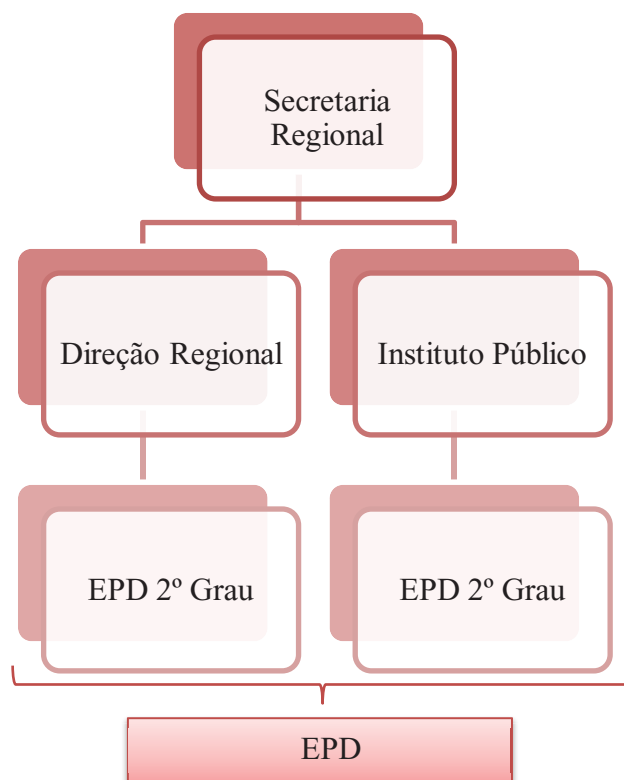 Secretaria
Regional
Direção Regional
Instituto Público
EPD 2º Grau
EPD 2º Grau
EPD